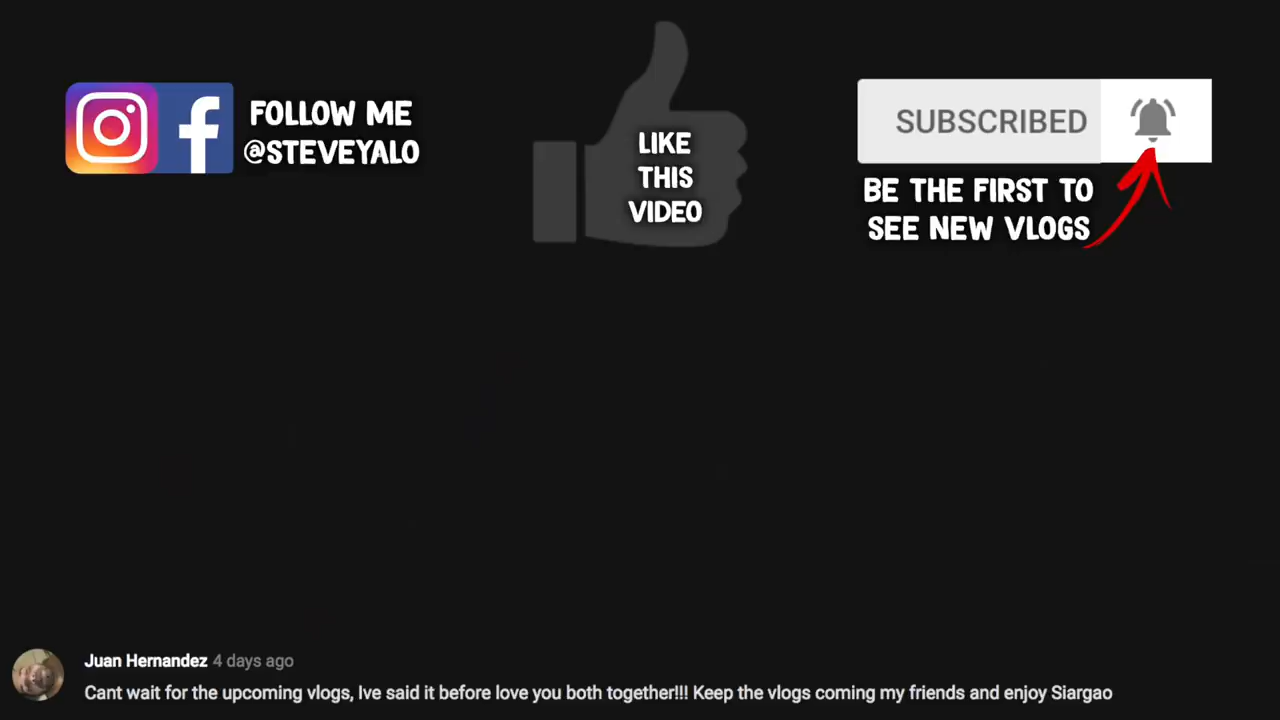 FOLLOW ME
@STEVEYALO
LIKE
THIS
VIDEO
SUBSCRIBED
BE THE FIRST TO
SEE NEW VLOGS
Juan Hernandez 4 days ago
Cant wait for the upcoming vlogs, Ive said it before love you both together!!! Keep the vlogs coming my friends and enjoy Siargao